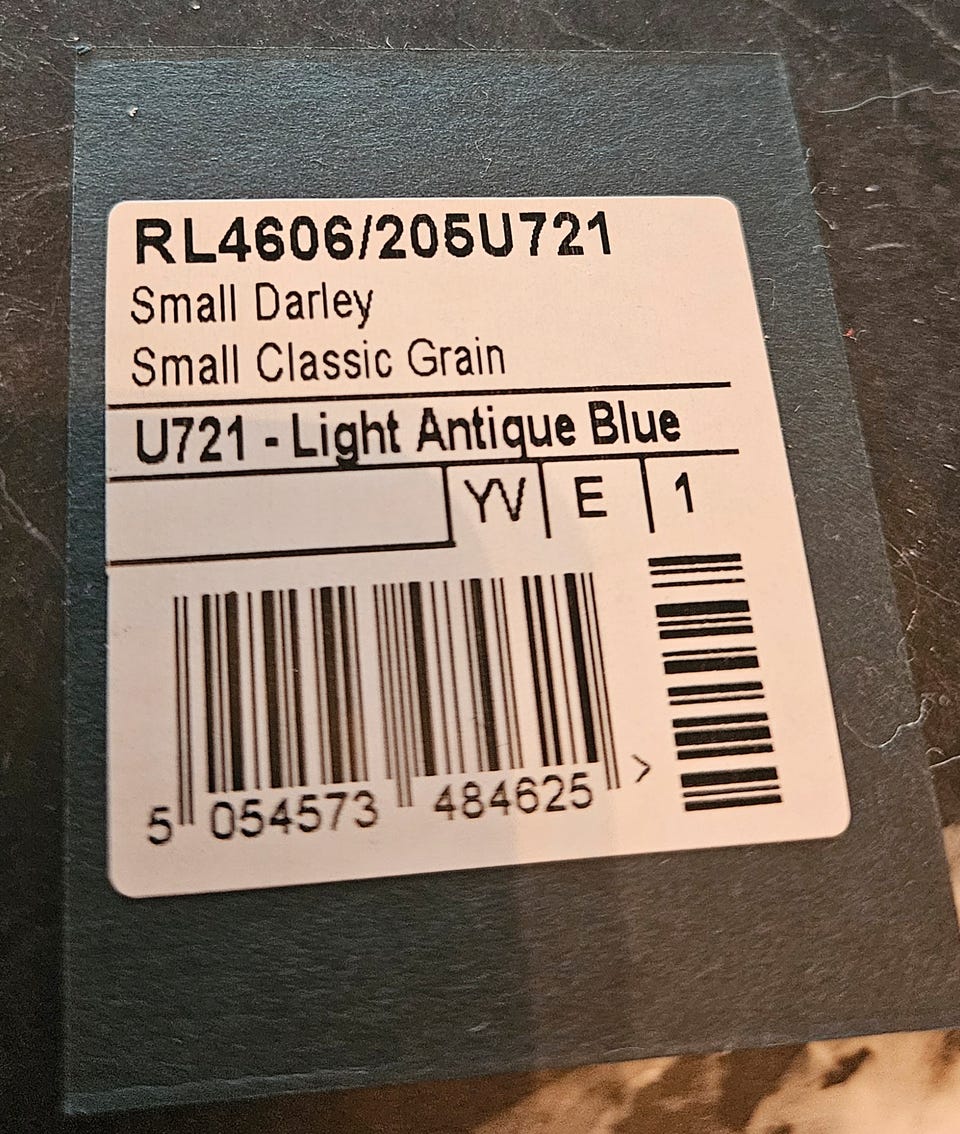 RL4606/205U721
Small Darley
Small Classic Grain
U721 - Light Antique Blue
YV E 1
5 054573 484625 >